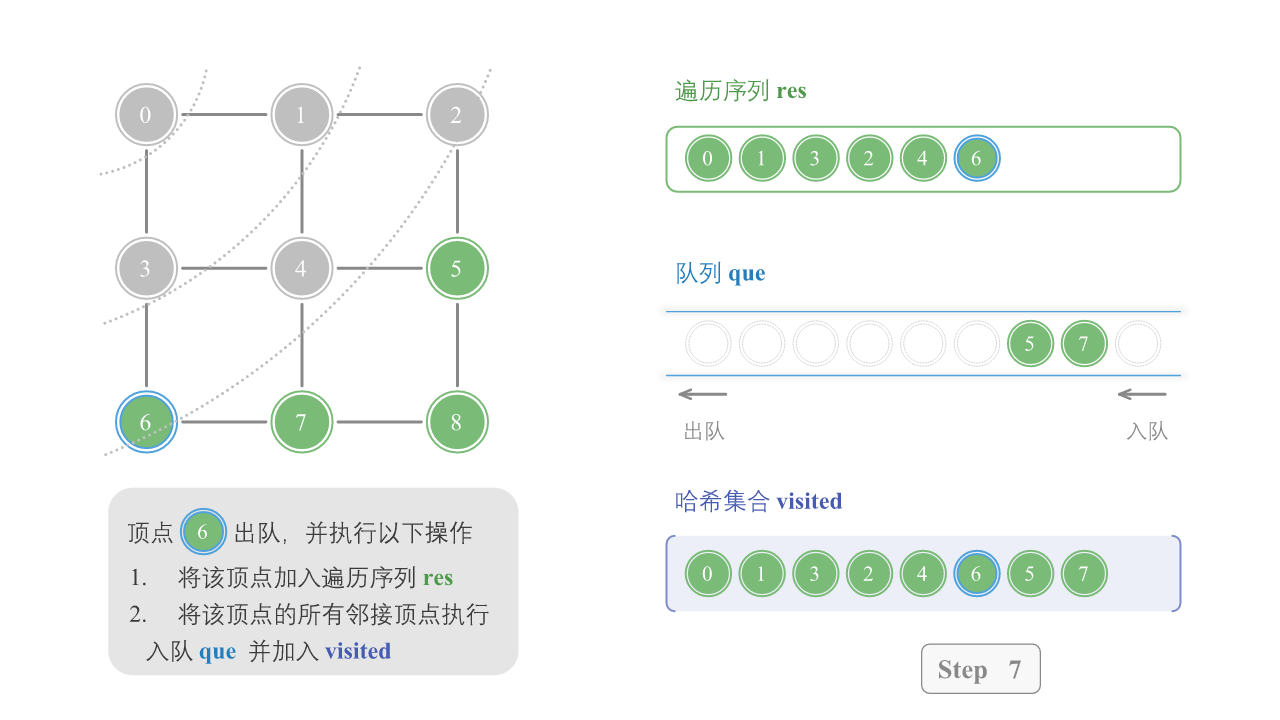 0 1 2
3 4 5
6 7 8
顶点 6 出队，并执行以下操作
1. 将该顶点加入遍历序列 res
2. 将该顶点的所有邻接顶点执行
入队 que 并加入 visited
遍历序列 res
0 1 3 2 4 6
队列 que
5 7
出队 入队
哈希集合 visited
0 1 3 2 4 6 5 7
Step 7